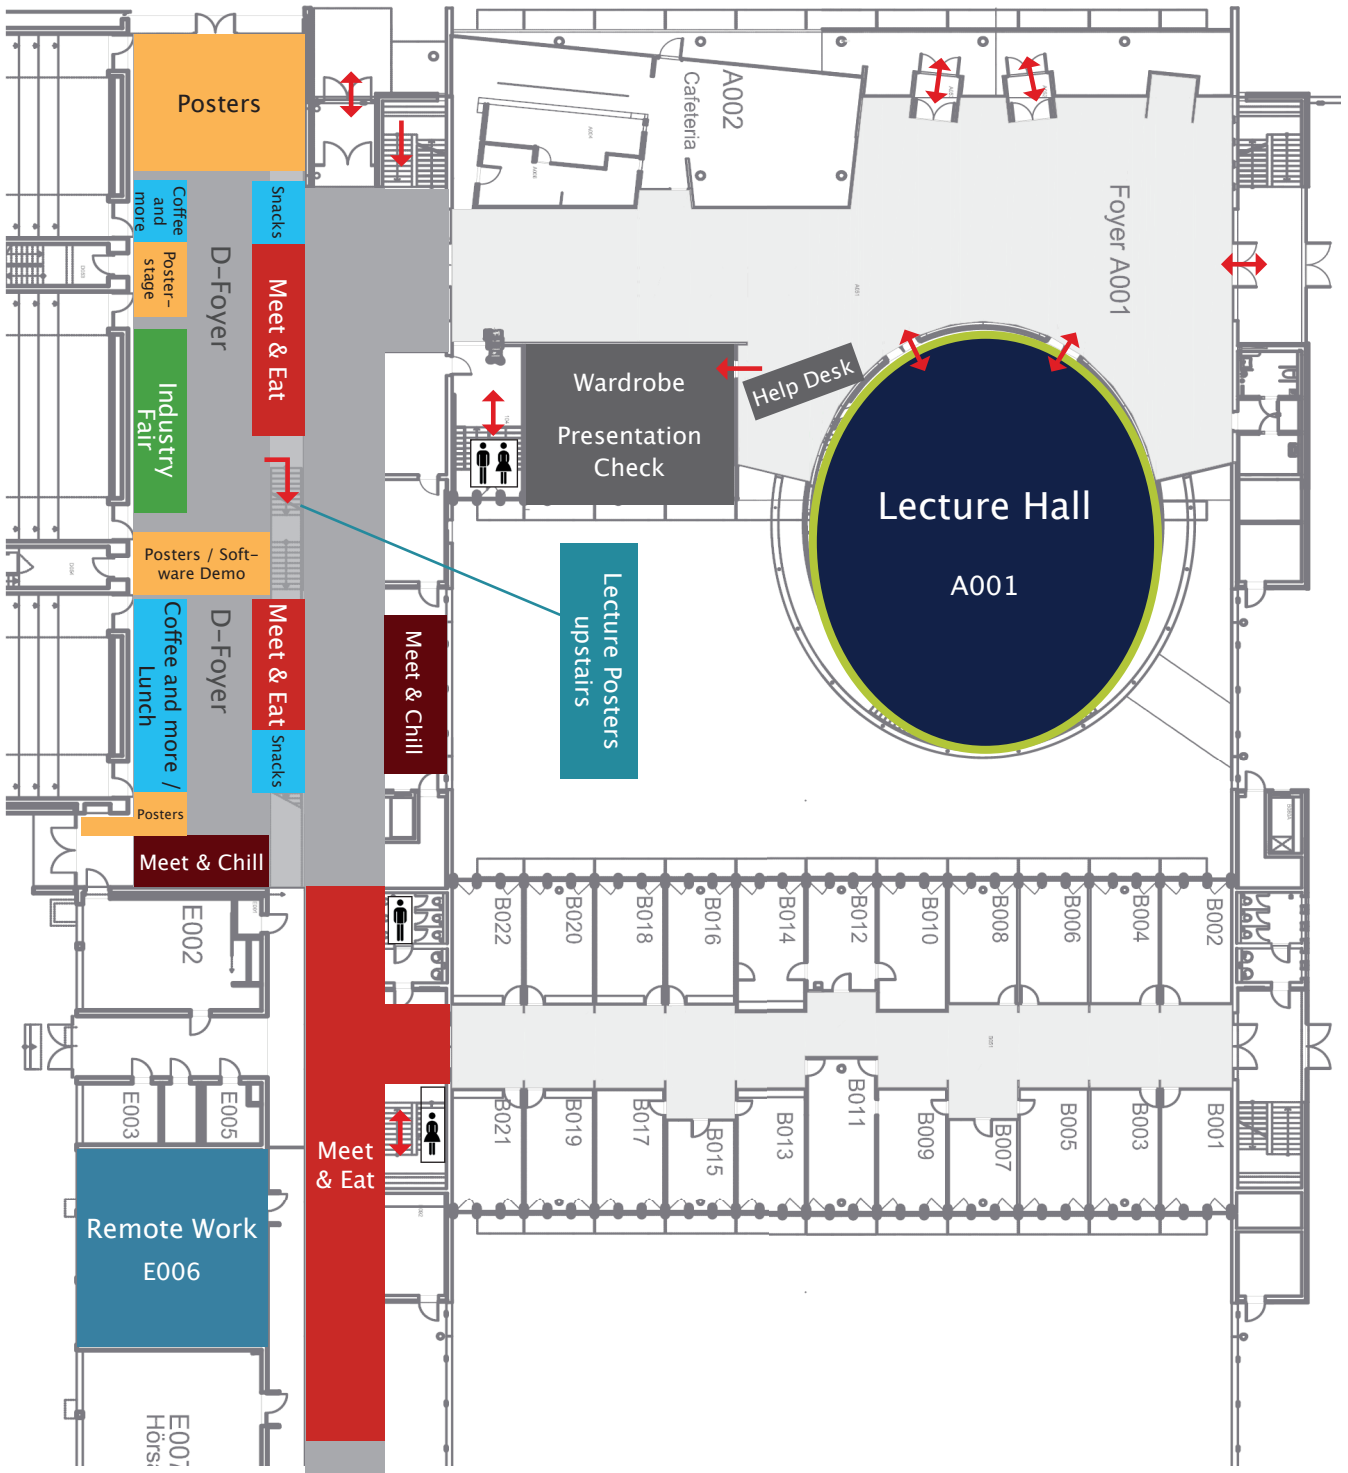 Posters
Coffee
and
more
Snacks
Poster-
stage
D-Foyer
Meet & Eat
Industry
Fair
Posters / Soft-
ware Demo
Coffee and more /
Lunch
D-Foyer
Meet & Eat
Snacks
Posters
Meet & Chill
Meet & Chill
A002
Cafeteria
Foyer A001
Wardrobe
Presentation
Check
Help Desk
Lecture Hall
A001
Lecture Posters
upstairs
E002
B022
B020
B018
B016
B014
B012
B010
B008
B006
B004
B002
E003
E005
B021
B019
B017
B015
B013
B011
B009
B007
B005
B003
B001
Meet
& Eat
Remote Work
E006
E007